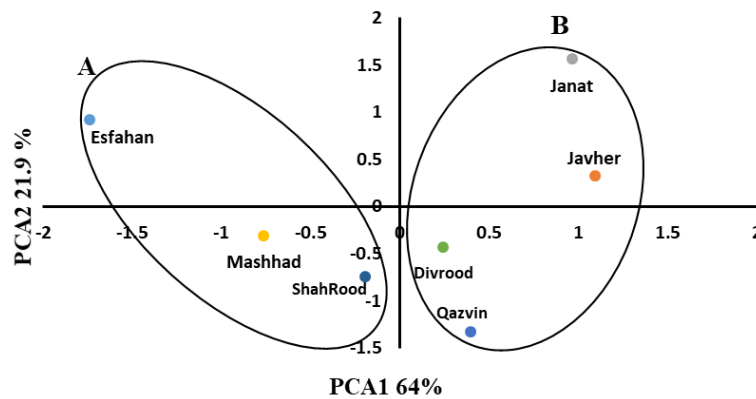 2
B
1.5
A
Janat
1
Esfahan
Javher
0.5
0
-2 -1.5 -1 -0.5 0 0.5 1 1.5 2
Mashhad
-0.5
Divrood
ShahRood
-1
Qazvin
-1.5
PCA2 21.9 %
PCA1 64%